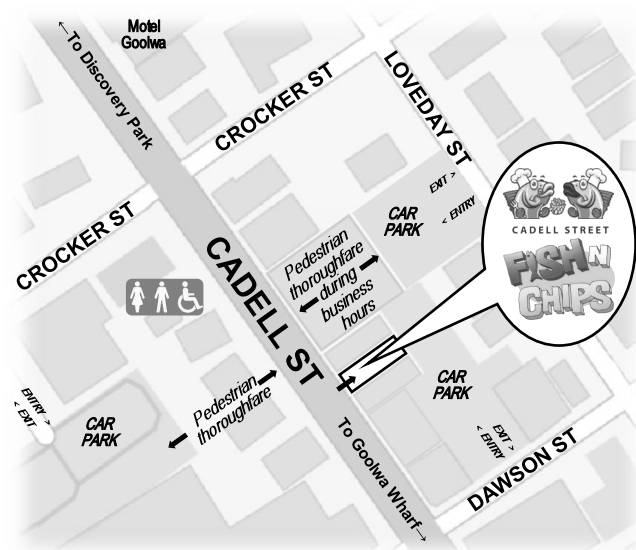 Motel
Goolwa
←To Discovery Park
CROCKER ST
LOVEDAY ST
EXIT >
< ENTRY
CAR
PARK
CADELL STREET
FISH N
CHIPS
CROCKER ST
CADELL ST
Pedestrian
thoroughfare
during
business
hours
CAR
PARK
EXIT >
< ENTRY
DAWSON ST
Pedestrian
thoroughfare
ENTRY >
< EXIT
CAR
PARK
To Goolwa Wharf→